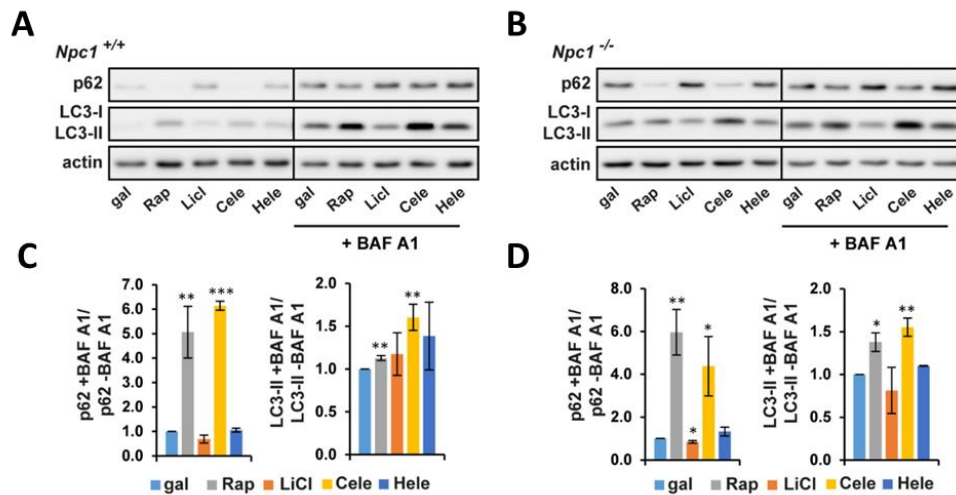 A
Npc1 +/+
p62
LC3-I
LC3-II
actin
gal Rap LiCl Cele Hele gal Rap LiCl Cele Hele
+ BAF A1
B
Npc1 -/-
p62
LC3-I
LC3-II
actin
gal Rap LiCl Cele Hele gal Rap LiCl Cele Hele
+ BAF A1
C
p62 +BAF A1/
p62 -BAF A1
6.0
5.0
4.0
3.0
2.0
1.0
0.0
** ***
LC3-II +BAF A1/
LC3-II -BAF A1
2.0
1.5
1.0
0.5
0.0
** **
gal Rap LiCl Cele Hele
D
p62 +BAF A1/
p62 -BAF A1
8.0
6.0
4.0
2.0
0.0
** * *
LC3-II +BAF A1/
LC3-II -BAF A1
2.0
1.5
1.0
0.5
0.0
* **
gal Rap LiCl Cele Hele